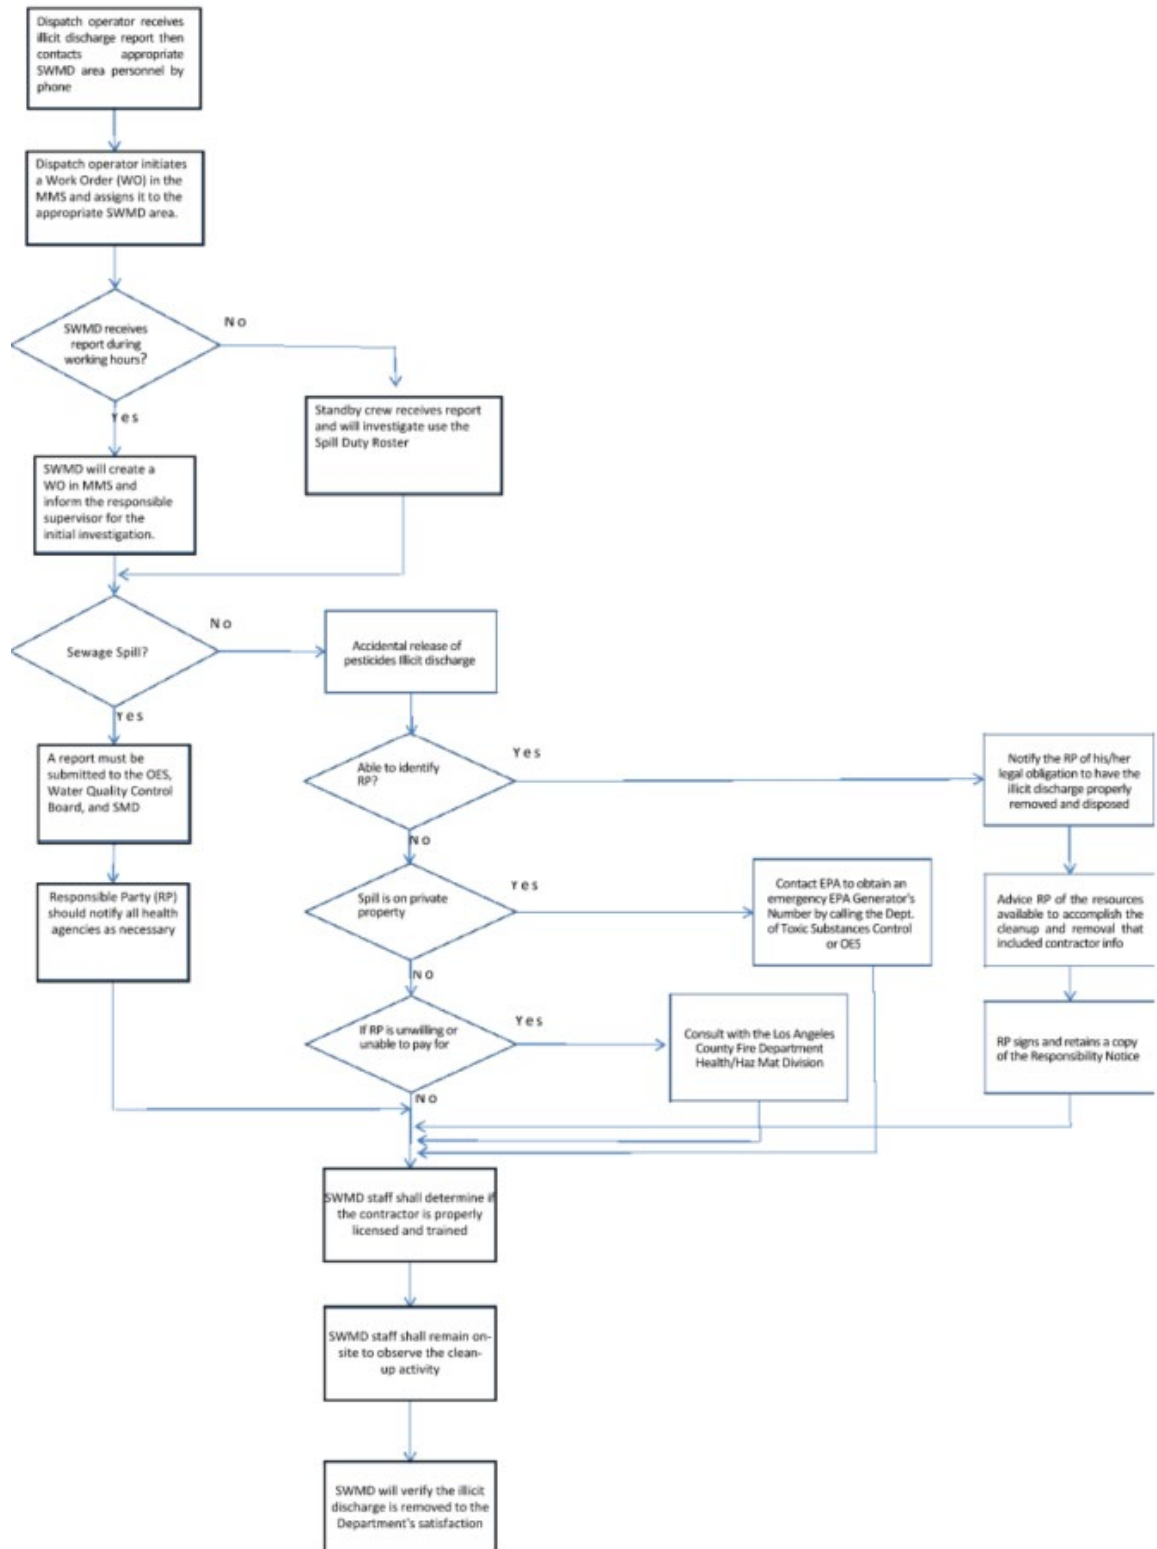 Dispatch operator receives
illicit discharge report then
contacts appropriate
SWMD area personnel by
phone
Dispatch operator initiates
a Work Order (WO) in the
MMS and assigns it to the
appropriate SWMD area.
SWMD receives
report during
working hours?
No
Yes
Standby crew receives report
and will investigate use the
Spill Duty Roster
SWMD will create a
WO in MMS and
inform the responsible
supervisor for the
initial investigation.
Sewage Spill?
No
Accidental release of
pesticides Illicit discharge
Yes
A report must be
submitted to the OES,
Water Quality Control
Board, and SMD
Able to identify
RP?
Yes
Notify the RP of his/her
legal obligation to have the
illicit discharge properly
removed and disposed
No
Responsible Party (RP)
should notify all health
agencies as necessary
Spill is on private
property
Yes
Contact EPA to obtain an
emergency EPA Generator's
Number by calling the Dept.
of Toxic Substances Control
or OES
Advice RP of the resources
available to accomplish the
cleanup and removal that
included contractor info
No
If RP is unwilling or
unable to pay for
Yes
Consult with the Los Angeles
County Fire Department
Health/Haz Mat Division
RP signs and retains a copy
of the Responsibility Notice
No
SWMD staff shall determine if
the contractor is properly
licensed and trained
SWMD staff shall remain on-
site to observe the clean-
up activity
SWMD will verify the illicit
discharge is removed to the
Department's satisfaction